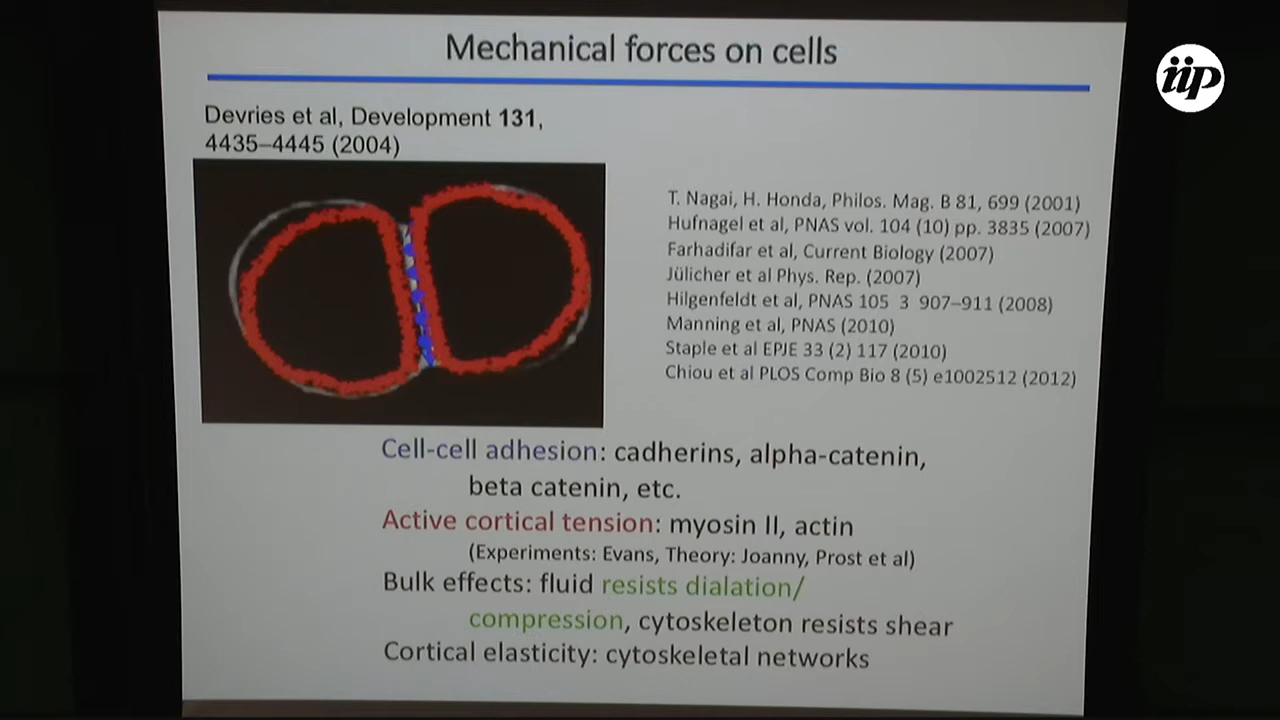 Mechanical forces on cells
iip
Devries et al, Development 131,
4435–4445 (2004)
T. Nagai, H. Honda, Philos. Mag. B 81, 699 (2001)
Hufnagel et al, PNAS vol. 104 (10) pp. 3835 (2007)
Farhadifar et al, Current Biology (2007)
Jülicher et al Phys. Rep. (2007)
Hilgenfeldt et al, PNAS 105 3 907–911 (2008)
Manning et al, PNAS (2010)
Staple et al EPJE 33 (2) 117 (2010)
Chiou et al PLOS Comp Bio 8 (5) e1002512 (2012)
Cell-cell adhesion: cadherins, alpha-catenin,
beta catenin, etc.
Active cortical tension: myosin II, actin
(Experiments: Evans, Theory: Joanny, Prost et al)
Bulk effects: fluid resists dialation/
compression, cytoskeleton resists shear
Cortical elasticity: cytoskeletal networks